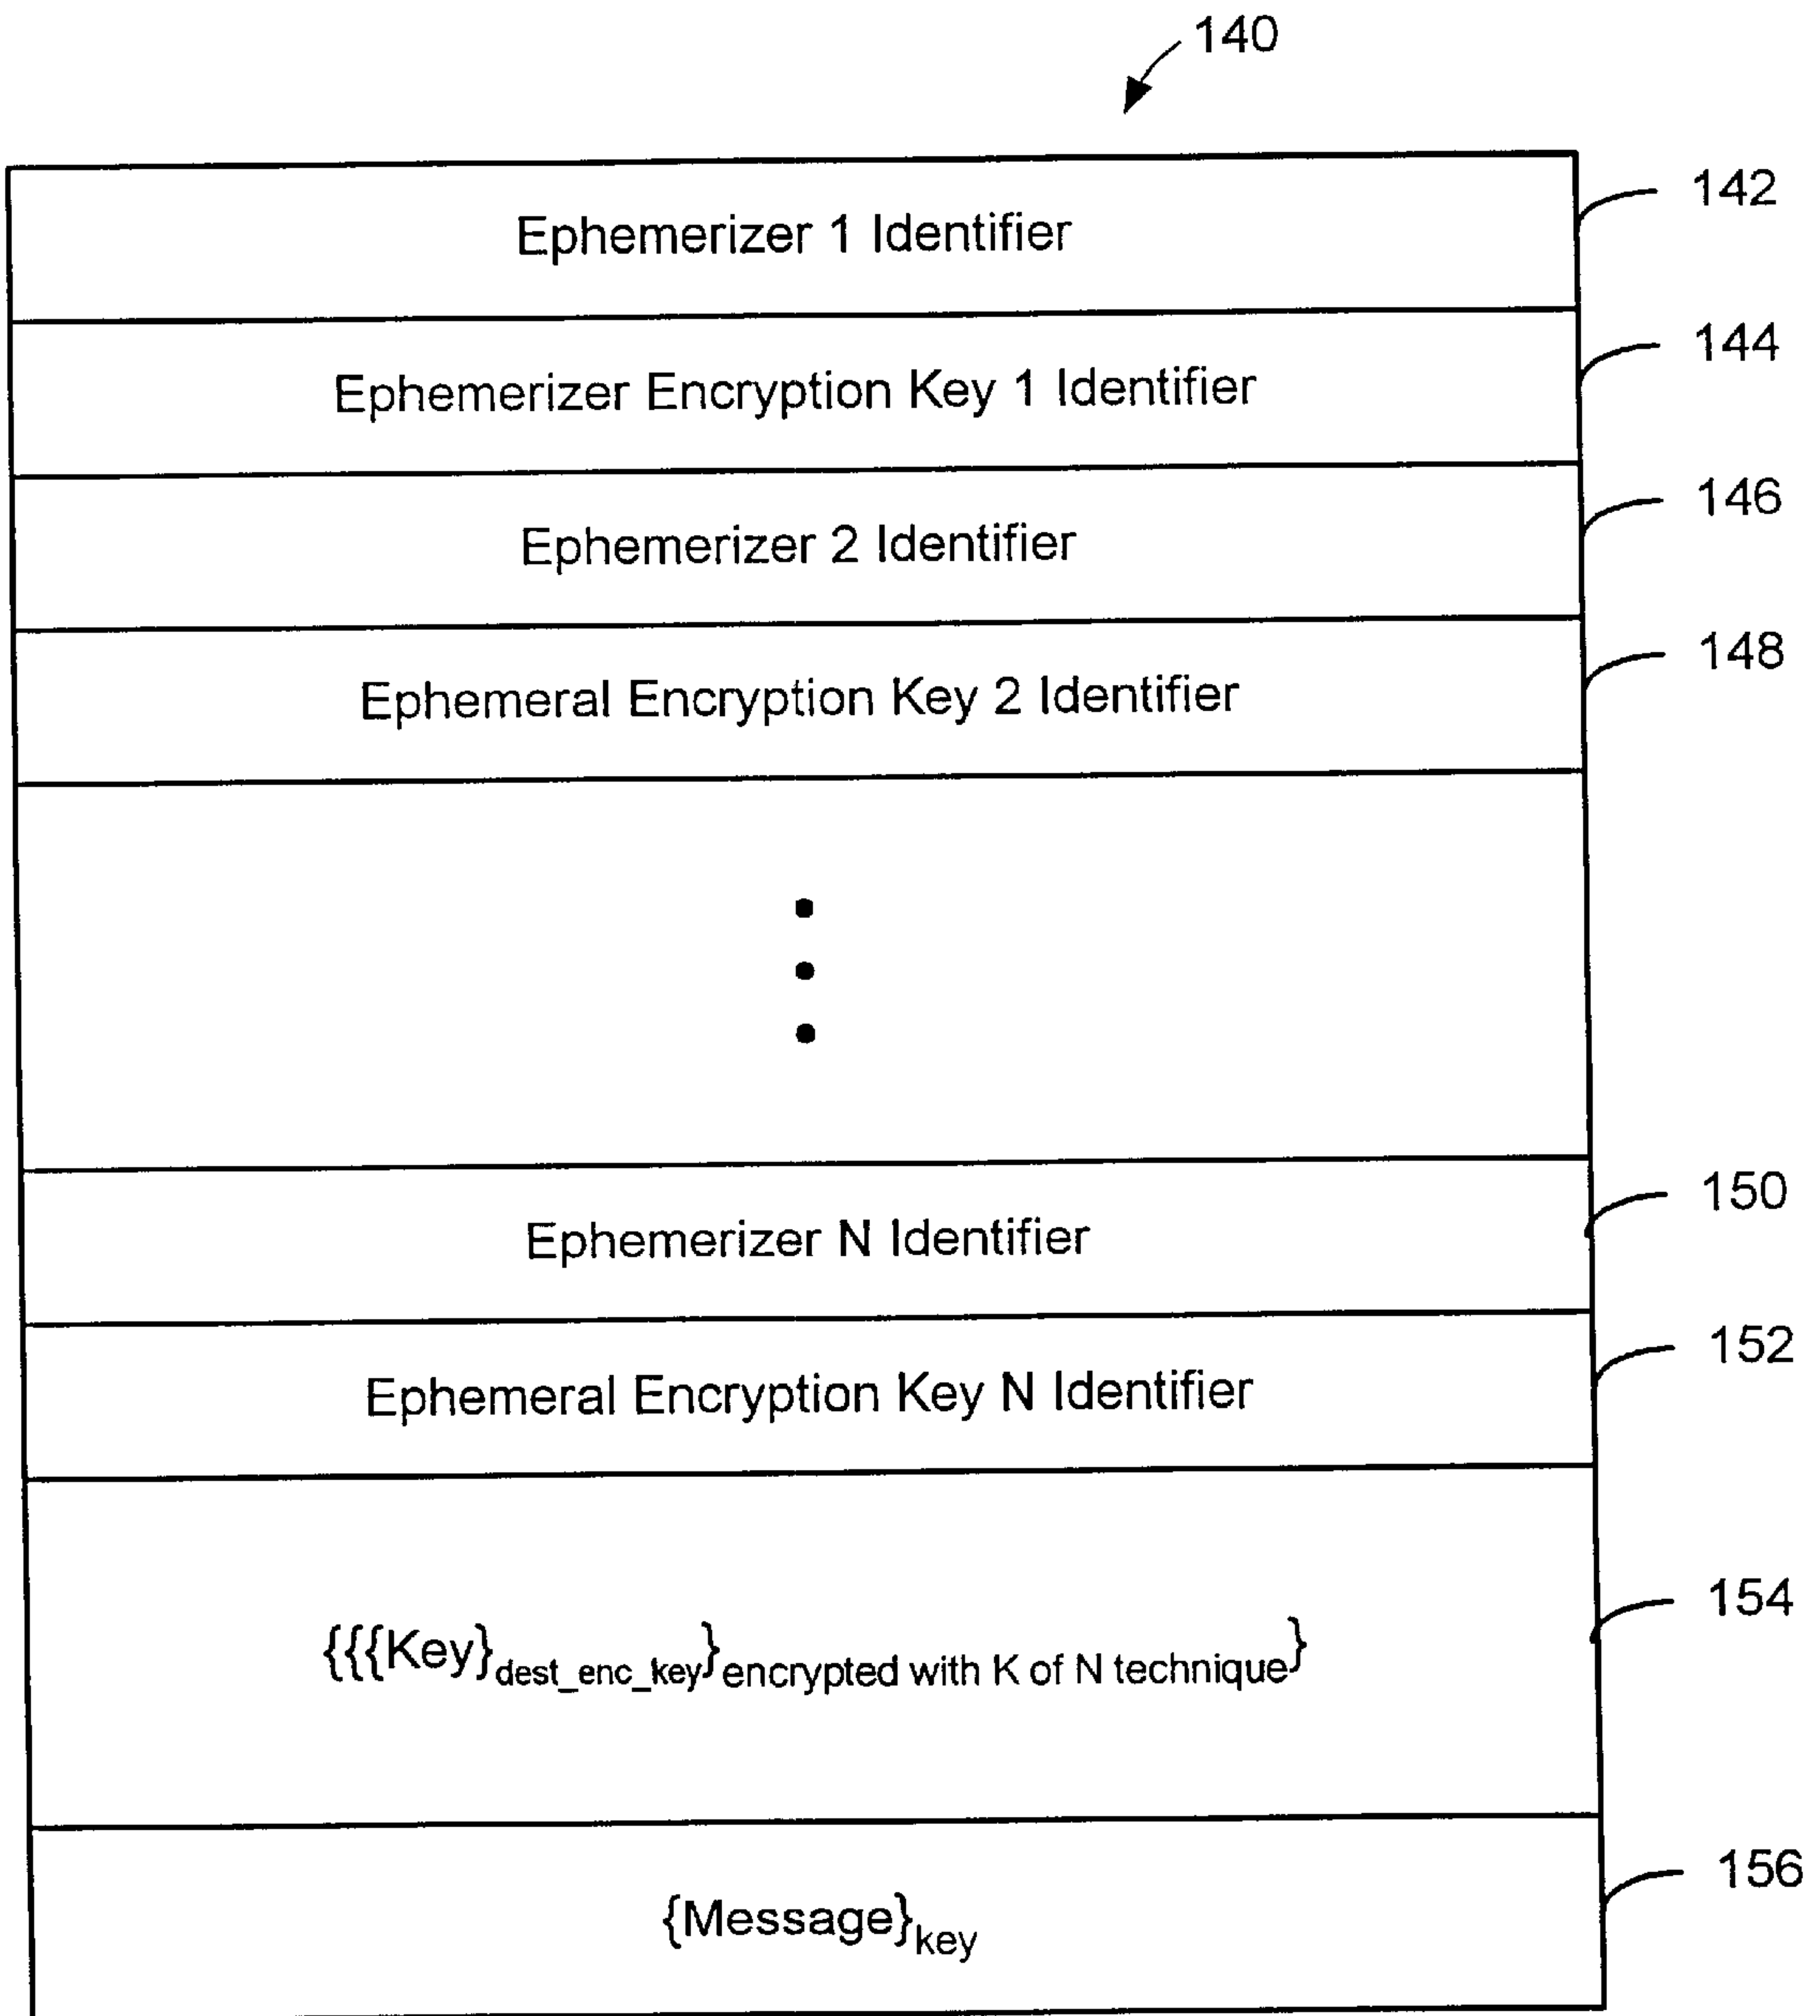 140
Ephemerizer 1 Identifier
142
Ephemerizer Encryption Key 1 Identifier
144
Ephemerizer 2 Identifier
146
Ephemeral Encryption Key 2 Identifier
148
Ephemerizer N Identifier
150
Ephemeral Encryption Key N Identifier
152
{{{Key}dest_enc_key}encrypted with K of N technique}
154
{Message}key
156